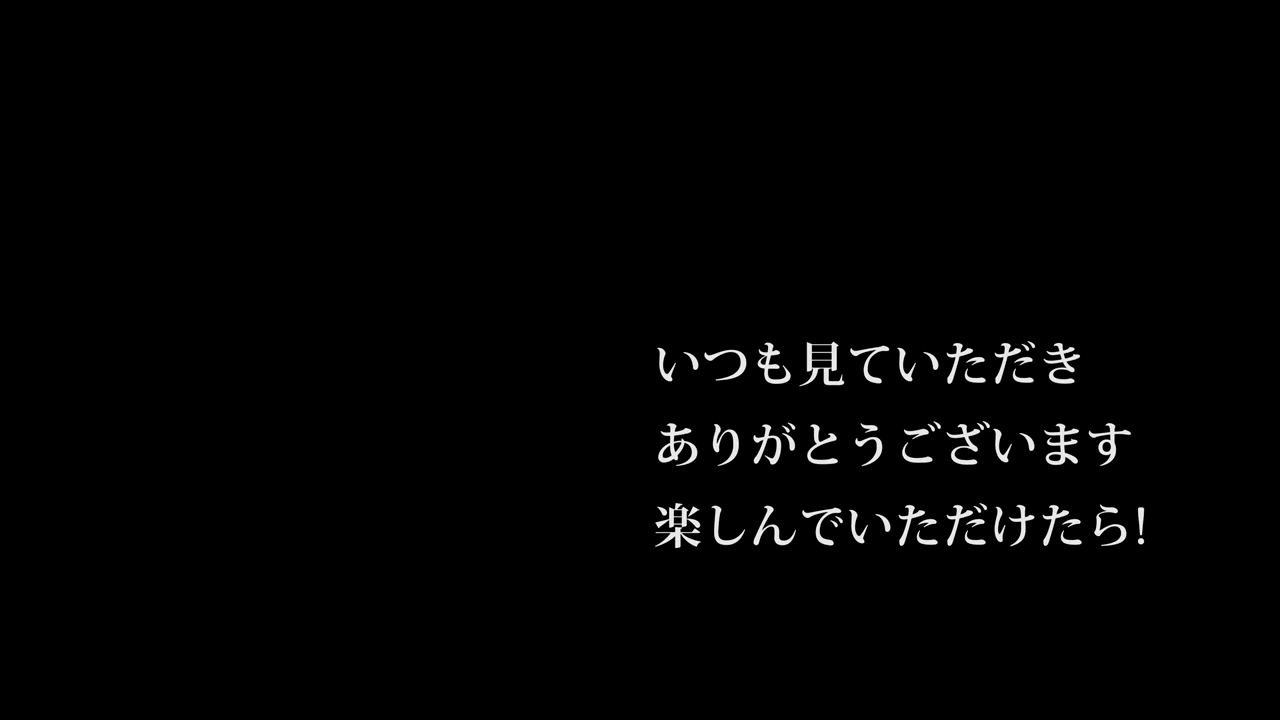 いつも見ていただき
ありがとうございます
楽しんでいただけたら!